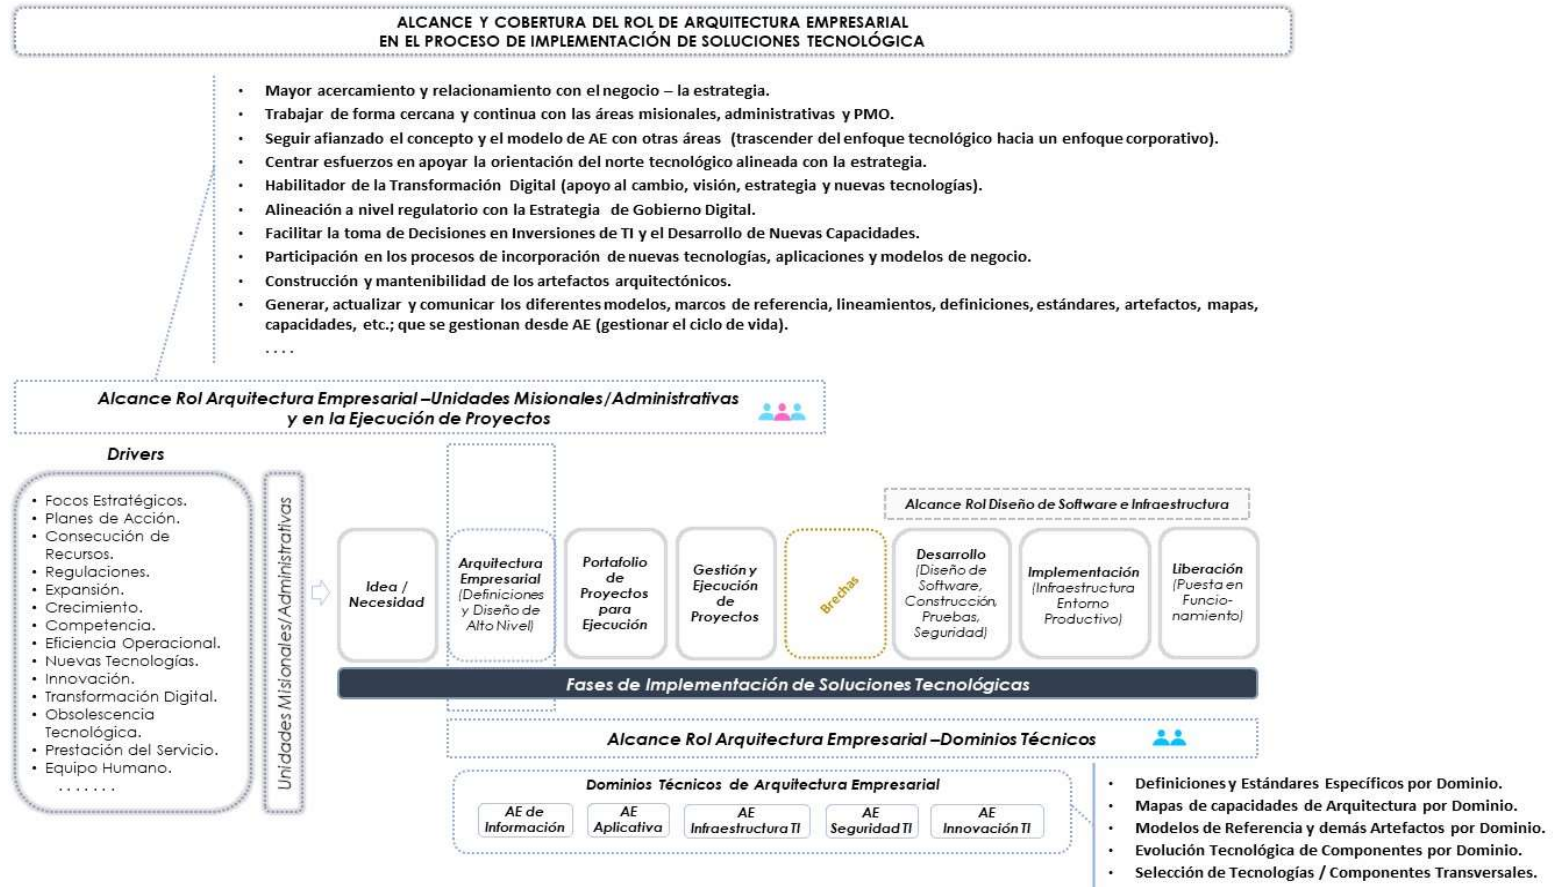 ALCANCE Y COBERTURA DEL ROL DE ARQUITECTURA EMPRESARIAL
EN EL PROCESO DE IMPLEMENTACIÓN DE SOLUCIONES TECNOLÓGICA
• Mayor acercamiento y relacionamiento con el negocio – la estrategia.
• Trabajar de forma cercana y continua con las áreas misionales, administrativas y PMO.
• Seguir afianzado el concepto y el modelo de AE con otras áreas (trascender del enfoque tecnológico hacia un enfoque corporativo).
• Centrar esfuerzos en apoyar la orientación del norte tecnológico alineada con la estrategia.
• Habilitador de la Transformación Digital (apoyo al cambio, visión, estrategia y nuevas tecnologías).
• Alineación a nivel regulatorio con la Estrategia de Gobierno Digital.
• Facilitar la toma de Decisiones en Inversiones de TI y el Desarrollo de Nuevas Capacidades.
• Participación en los procesos de incorporación de nuevas tecnologías, aplicaciones y modelos de negocio.
• Construcción y mantenibilidad de los artefactos arquitectónicos.
• Generar, actualizar y comunicar los diferentes modelos, marcos de referencia, lineamientos, definiciones, estándares, artefactos, mapas,
capacidades, etc.; que se gestionan desde AE (gestionar el ciclo de vida).
. . . .
Alcance Rol Arquitectura Empresarial –Unidades Misionales/Administrativas
y en la Ejecución de Proyectos
Drivers
• Focos Estratégicos.
• Planes de Acción.
• Consecución de
Recursos.
• Regulaciones.
• Expansión.
• Crecimiento.
• Competencia.
• Eficiencia Operacional.
• Nuevas Tecnologías.
• Innovación.
• Transformación Digital.
• Obsolescencia
Tecnológica.
• Prestación del Servicio.
• Equipo Humano.
. . . . . . .
Unidades Misionales/Administrativas
Idea /
Necesidad
Arquitectura
Empresarial
(Definiciones
y Diseño de
Alto Nivel)
Portafolio
de
Proyectos
para
Ejecución
Gestión y
Ejecución
de
Proyectos
Brechas
Alcance Rol Diseño de Software e Infraestructura
Desarrollo
(Diseño de
Software,
Construcción,
Pruebas,
Seguridad)
Implementación
(Infraestructura
Entorno
Productivo)
Liberación
(Puesta en
Funcio-
namiento)
Fases de Implementación de Soluciones Tecnológicas
Alcance Rol Arquitectura Empresarial –Dominios Técnicos
Dominios Técnicos de Arquitectura Empresarial
AE de
Información
AE
Aplicativa
AE
Infraestructura TI
AE
Seguridad TI
AE
Innovación TI
• Definiciones y Estándares Específicos por Dominio.
• Mapas de capacidades de Arquitectura por Dominio.
• Modelos de Referencia y demás Artefactos por Dominio.
• Evolución Tecnológica de Componentes por Dominio.
• Selección de Tecnologías / Componentes Transversales.